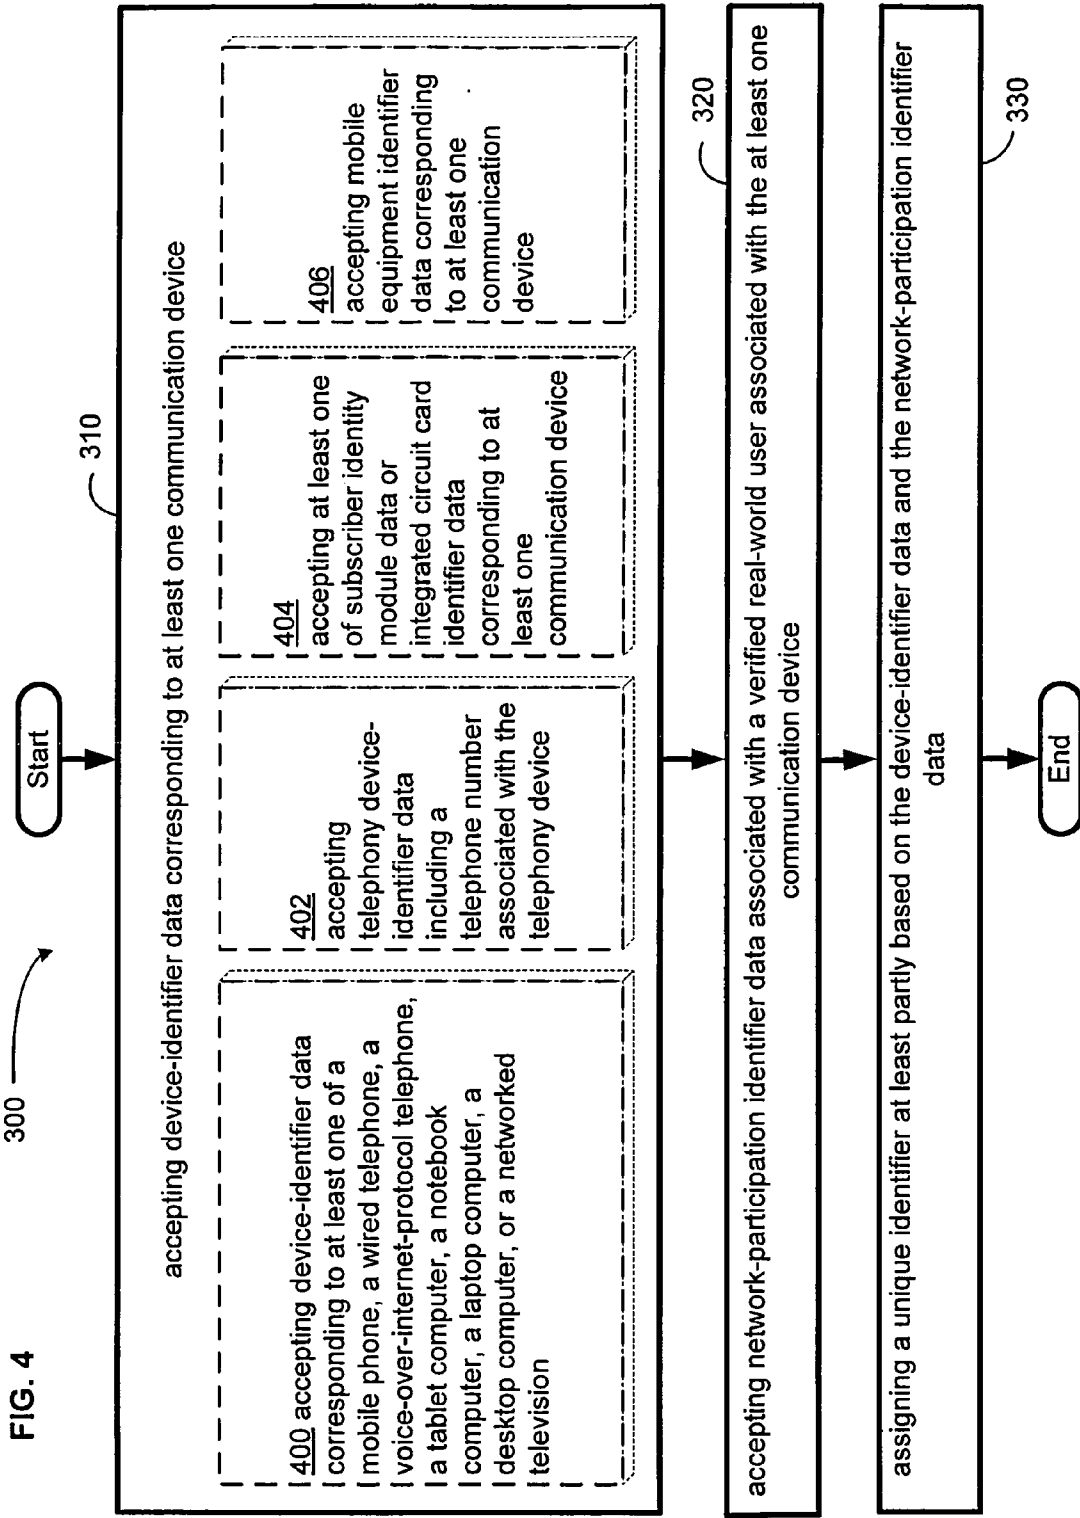 FIG. 4
300
Start
310
accepting device-identifier data corresponding to at least one communication device
400 accepting device-identifier data
corresponding to at least one of a
mobile phone, a wired telephone, a
voice-over-internet-protocol telephone,
a tablet computer, a notebook
computer, a laptop computer, a
desktop computer, or a networked
television
402
accepting
telephony device-
identifier data
including a
telephone number
associated with the
telephony device
404
accepting at least one
of subscriber identity
module data or
integrated circuit card
identifier data
corresponding to at
least one
communication device
406
accepting mobile
equipment identifier
data corresponding
to at least one
communication
device
320
accepting network-participation identifier data associated with a verified real-world user associated with the at least one
communication device
330
assigning a unique identifier at least partly based on the device-identifier data and the network-participation identifier
data
End